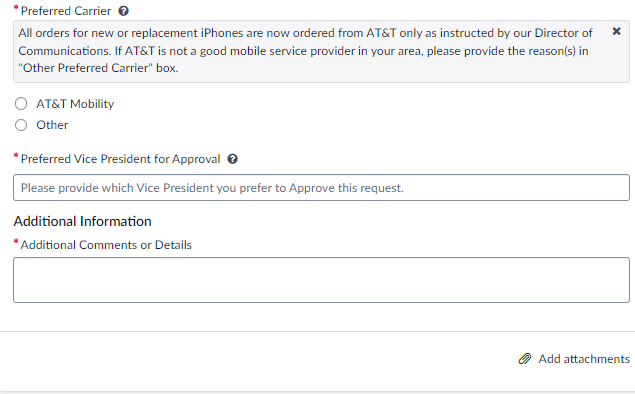 * Preferred Carrier ?
All orders for new or replacement iPhones are now ordered from AT&T only as instructed by our Director of
Communications. If AT&T is not a good mobile service provider in your area, please provide the reason(s) in
"Other Preferred Carrier" box.
AT&T Mobility
Other
* Preferred Vice President for Approval ?
Please provide which Vice President you prefer to Approve this request.
Additional Information
* Additional Comments or Details
Add attachments